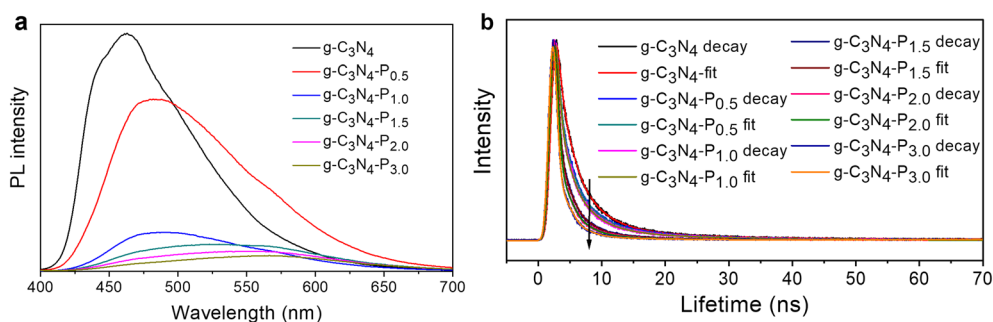 a
PL intensity
g-C3N4
g-C3N4-P0.5
g-C3N4-P1.0
g-C3N4-P1.5
g-C3N4-P2.0
g-C3N4-P3.0
400 450 500 550 600 650 700
Wavelength (nm)
b
Intensity
g-C3N4 decay
g-C3N4-fit
g-C3N4-P0.5 decay
g-C3N4-P0.5 fit
g-C3N4-P1.0 decay
g-C3N4-P1.0 fit
g-C3N4-P1.5 decay
g-C3N4-P1.5 fit
g-C3N4-P2.0 decay
g-C3N4-P2.0 fit
g-C3N4-P3.0 decay
g-C3N4-P3.0 fit
0 10 20 30 40 50 60 70
Lifetime (ns)